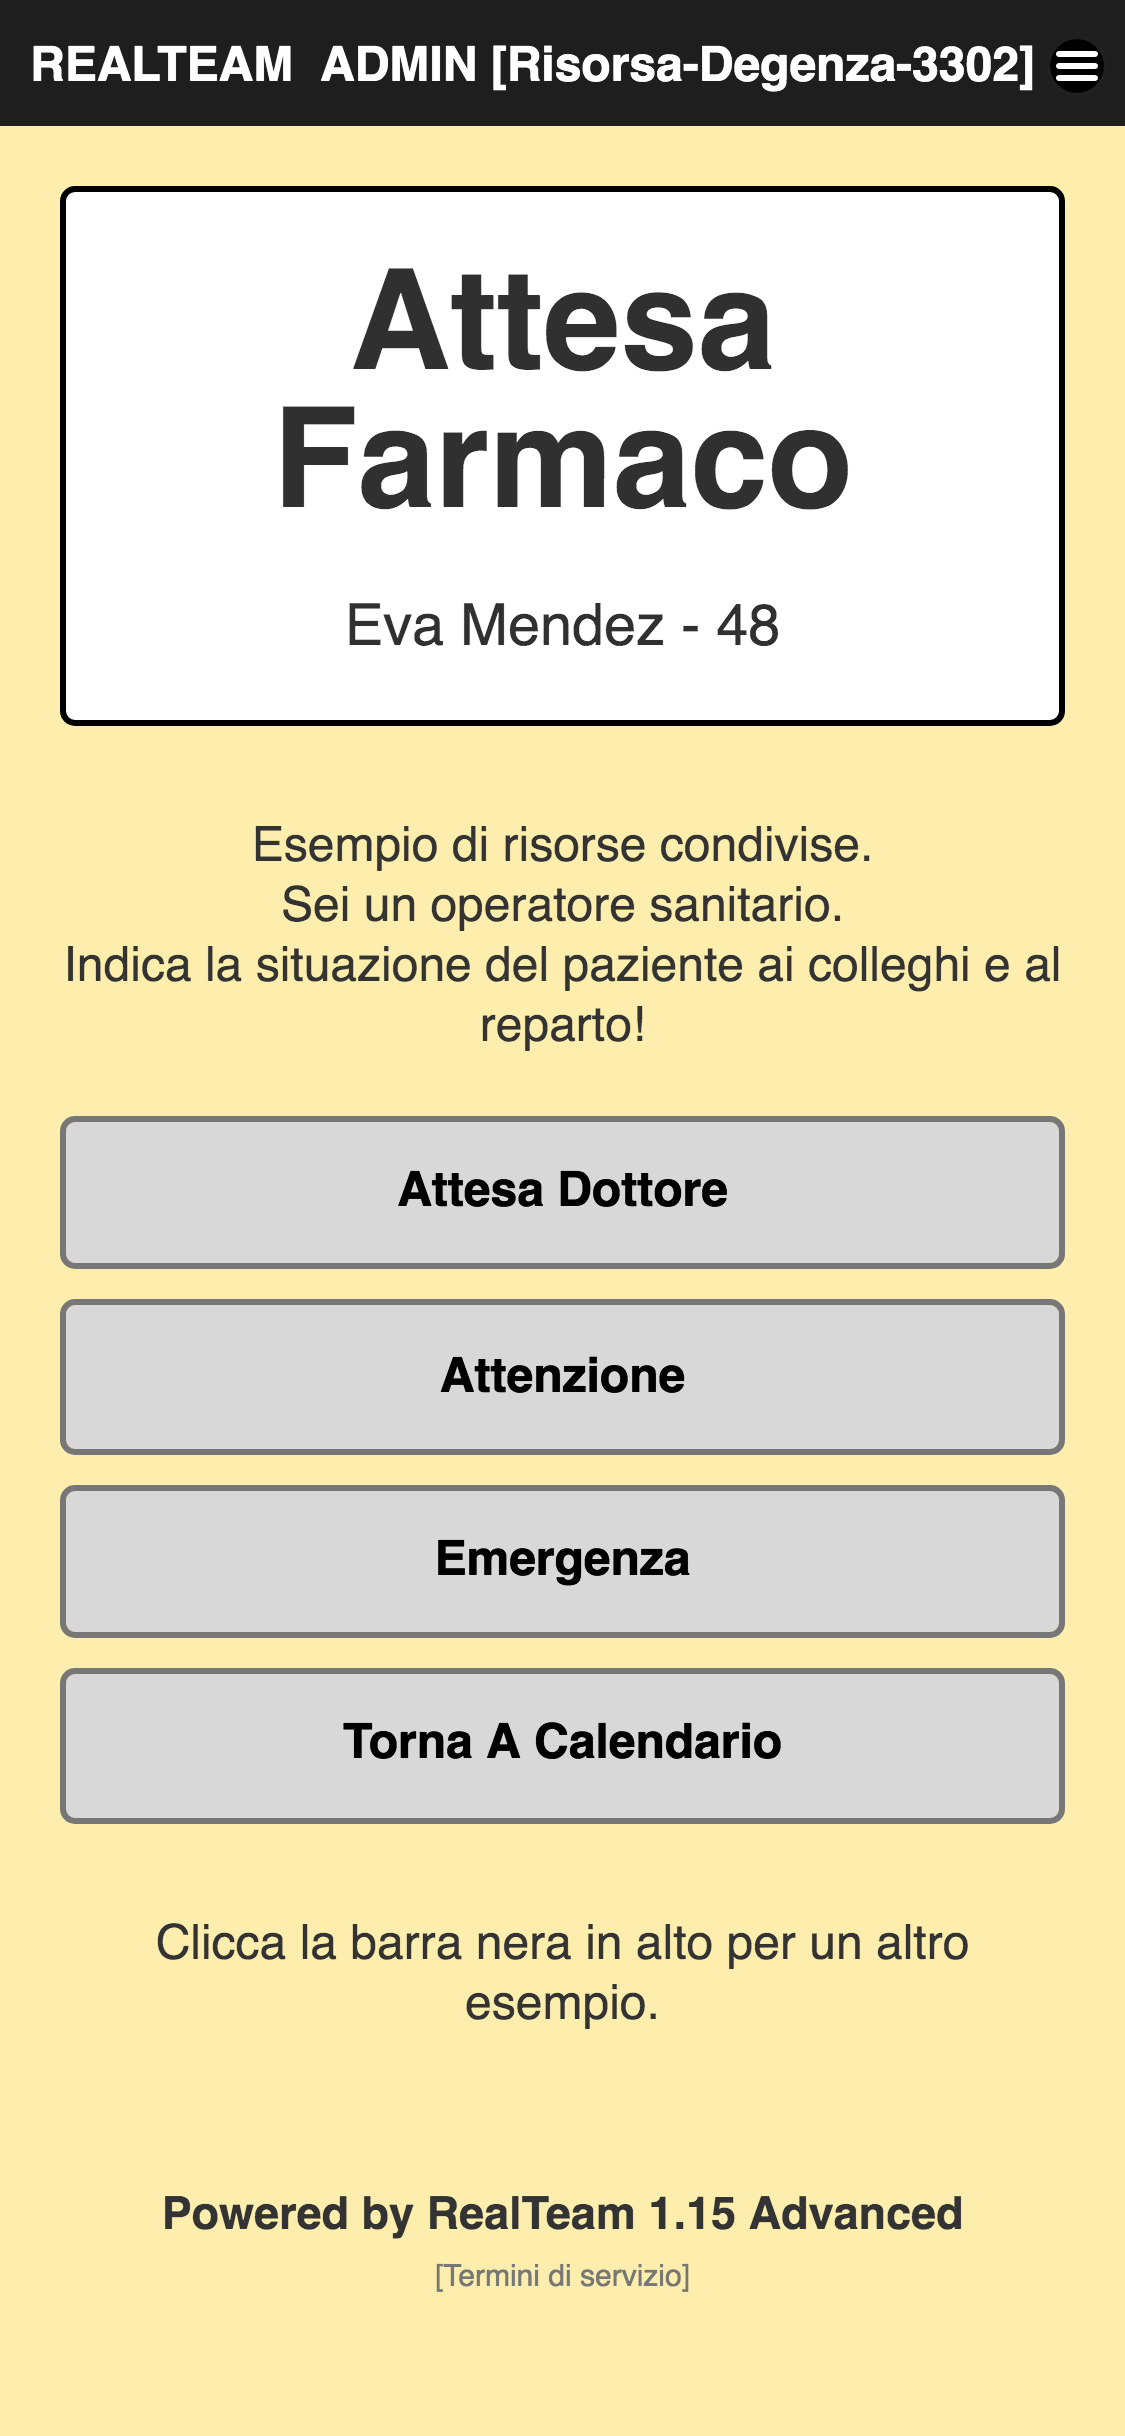 REALTEAM ADMIN [Risorsa-Degenza-3302]
Attesa
Farmaco
Eva Mendez - 48
Esempio di risorse condivise.
Sei un operatore sanitario.
Indica la situazione del paziente ai colleghi e al
reparto!
Attesa Dottore
Attenzione
Emergenza
Torna A Calendario
Clicca la barra nera in alto per un altro
esempio.
Powered by RealTeam 1.15 Advanced
[Termini di servizio]